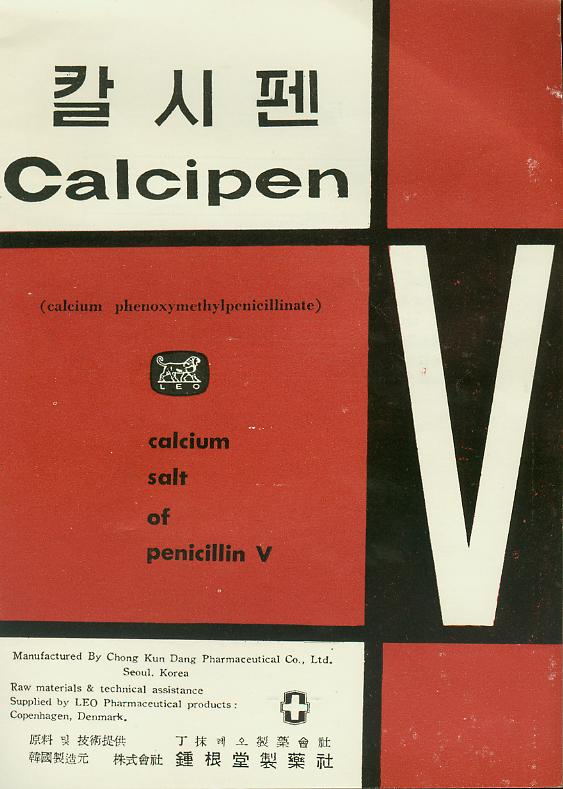 칼시펜
Calcipen
V
(calcium phenoxymethylpenicillinate)
LEO
calcium
salt
of
penicillin V
Manufactured By Chong Kun Dang Pharmaceutical Co., Ltd.
Seoul. Korea
Raw materials & technical assistance
Supplied by LEO Pharmaceutical products :
Copenhagen, Denmark.
原料 및 技術提供 丁抹 레오 製藥會社
韓國製造元 株式會社 鍾根堂製藥社